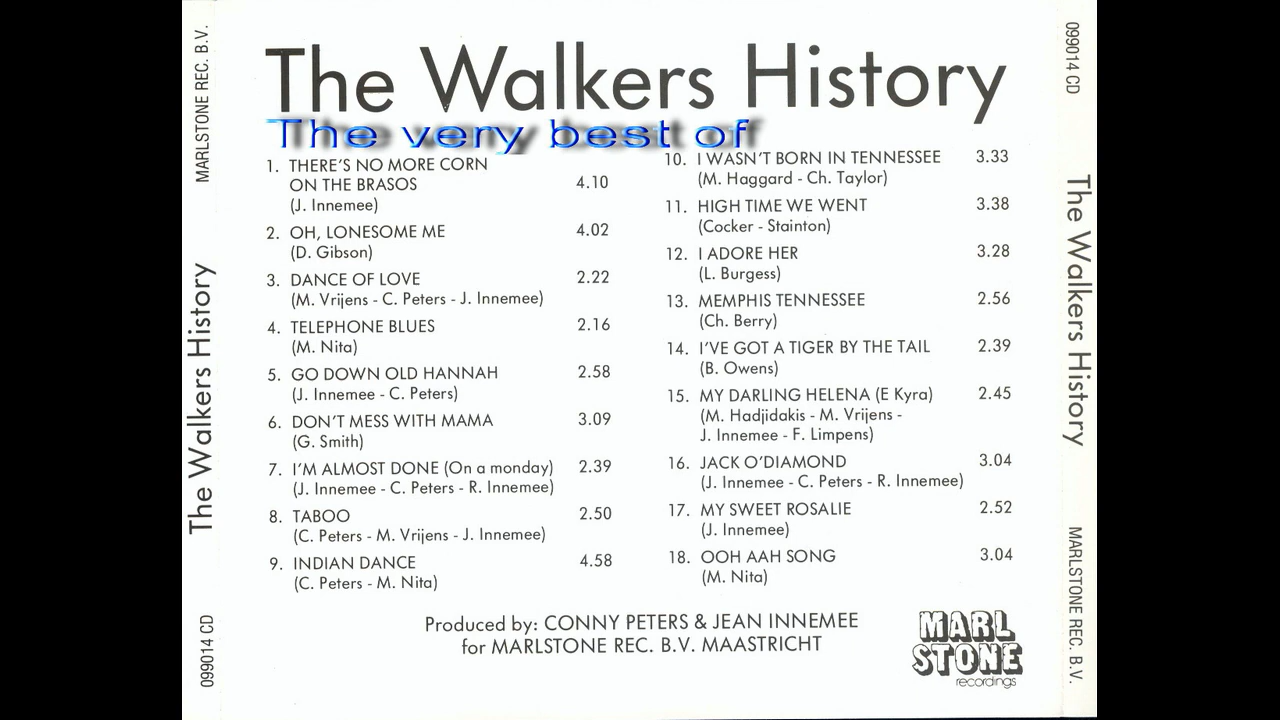 The Walkers History
The very best of
1. THERE'S NO MORE CORN
ON THE BRASOS 4.10
(J. Innemee)
2. OH, LONESOME ME 4.02
(D. Gibson)
3. DANCE OF LOVE 2.22
(M. Vrijens - C. Peters - J. Innemee)
4. TELEPHONE BLUES 2.16
(M. Nita)
5. GO DOWN OLD HANNAH 2.58
(J. Innemee - C. Peters)
6. DON'T MESS WITH MAMA 3.09
(G. Smith)
7. I'M ALMOST DONE (On a monday) 2.39
(J. Innemee - C. Peters - R. Innemee)
8. TABOO 2.50
(C. Peters - M. Vrijens - J. Innemee)
9. INDIAN DANCE 4.58
(C. Peters - M. Nita)
10. I WASN'T BORN IN TENNESSEE 3.33
(M. Haggard - Ch. Taylor)
11. HIGH TIME WE WENT 3.38
(Cocker - Stainton)
12. I ADORE HER 3.28
(L. Burgess)
13. MEMPHIS TENNESSEE 2.56
(Ch. Berry)
14. I'VE GOT A TIGER BY THE TAIL 2.39
(B. Owens)
15. MY DARLING HELENA (E Kyra) 2.45
(M. Hadjidakis - M. Vrijens -
J. Innemee - F. Limpens)
16. JACK O'DIAMOND 3.04
(J. Innemee - C. Peters - R. Innemee)
17. MY SWEET ROSALIE 2.52
(J. Innemee)
18. OOH AAH SONG 3.04
(M. Nita)
Produced by: CONNY PETERS & JEAN INNEMEE
for MARLSTONE REC. B.V. MAASTRICHT
MARL
STONE
recordings
099014 CD
The Walkers History
MARLSTONE REC. B.V.
099014 CD
The Walkers History
MARLSTONE REC. B.V.